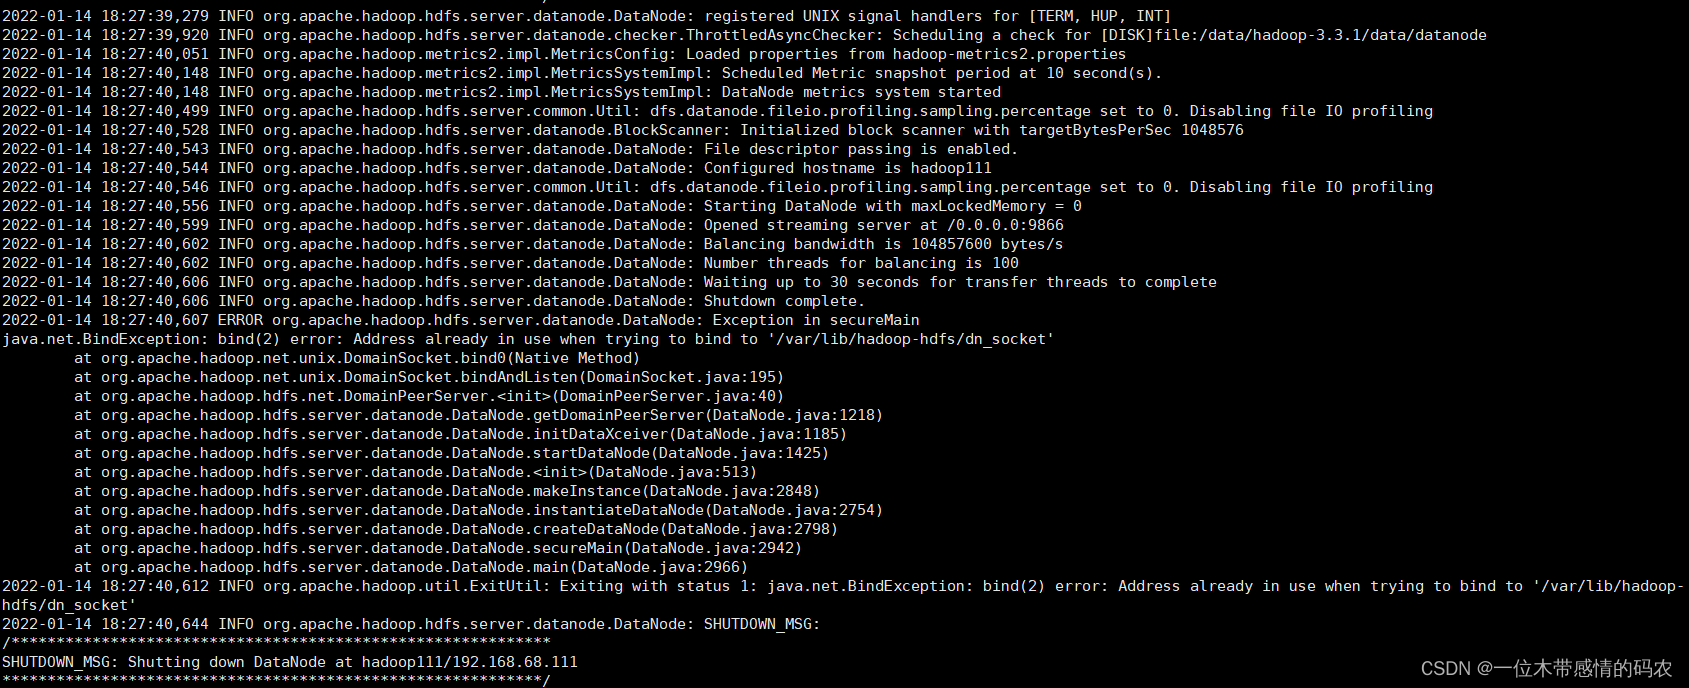 2022-01-14 18:27:39,279 INFO org.apache.hadoop.hdfs.server.datanode.DataNode: registered UNIX signal handlers for [TERM, HUP, INT]
2022-01-14 18:27:39,920 INFO org.apache.hadoop.hdfs.server.datanode.checker.ThrottledAsyncChecker: Scheduling a check for [DISK]file:/data/hadoop-3.3.1/data/datanode
2022-01-14 18:27:40,051 INFO org.apache.hadoop.metrics2.impl.MetricsConfig: Loaded properties from hadoop-metrics2.properties
2022-01-14 18:27:40,148 INFO org.apache.hadoop.metrics2.impl.MetricsSystemImpl: Scheduled Metric snapshot period at 10 second(s).
2022-01-14 18:27:40,148 INFO org.apache.hadoop.metrics2.impl.MetricsSystemImpl: DataNode metrics system started
2022-01-14 18:27:40,499 INFO org.apache.hadoop.hdfs.server.common.Util: dfs.datanode.fileio.profiling.sampling.percentage set to 0. Disabling file IO profiling
2022-01-14 18:27:40,528 INFO org.apache.hadoop.hdfs.server.datanode.BlockScanner: Initialized block scanner with targetBytesPerSec 1048576
2022-01-14 18:27:40,543 INFO org.apache.hadoop.hdfs.server.datanode.DataNode: File descriptor passing is enabled.
2022-01-14 18:27:40,544 INFO org.apache.hadoop.hdfs.server.datanode.DataNode: Configured hostname is hadoop111
2022-01-14 18:27:40,546 INFO org.apache.hadoop.hdfs.server.common.Util: dfs.datanode.fileio.profiling.sampling.percentage set to 0. Disabling file IO profiling
2022-01-14 18:27:40,556 INFO org.apache.hadoop.hdfs.server.datanode.DataNode: Starting DataNode with maxLockedMemory = 0
2022-01-14 18:27:40,599 INFO org.apache.hadoop.hdfs.server.datanode.DataNode: Opened streaming server at /0.0.0.0:9866
2022-01-14 18:27:40,602 INFO org.apache.hadoop.hdfs.server.datanode.DataNode: Balancing bandwidth is 104857600 bytes/s
2022-01-14 18:27:40,602 INFO org.apache.hadoop.hdfs.server.datanode.DataNode: Number threads for balancing is 100
2022-01-14 18:27:40,606 INFO org.apache.hadoop.hdfs.server.datanode.DataNode: Waiting up to 30 seconds for transfer threads to complete
2022-01-14 18:27:40,606 INFO org.apache.hadoop.hdfs.server.datanode.DataNode: Shutdown complete.
2022-01-14 18:27:40,607 ERROR org.apache.hadoop.hdfs.server.datanode.DataNode: Exception in secureMain
java.net.BindException: bind(2) error: Address already in use when trying to bind to '/var/lib/hadoop-hdfs/dn_socket'
at org.apache.hadoop.net.unix.DomainSocket.bind0(Native Method)
at org.apache.hadoop.net.unix.DomainSocket.bindAndListen(DomainSocket.java:195)
at org.apache.hadoop.hdfs.net.DomainPeerServer.<init>(DomainPeerServer.java:40)
at org.apache.hadoop.hdfs.server.datanode.DataNode.getDomainPeerServer(DataNode.java:1218)
at org.apache.hadoop.hdfs.server.datanode.DataNode.initDataXceiver(DataNode.java:1185)
at org.apache.hadoop.hdfs.server.datanode.DataNode.startDataNode(DataNode.java:1425)
at org.apache.hadoop.hdfs.server.datanode.DataNode.<init>(DataNode.java:513)
at org.apache.hadoop.hdfs.server.datanode.DataNode.makeInstance(DataNode.java:2848)
at org.apache.hadoop.hdfs.server.datanode.DataNode.instantiateDataNode(DataNode.java:2754)
at org.apache.hadoop.hdfs.server.datanode.DataNode.createDataNode(DataNode.java:2798)
at org.apache.hadoop.hdfs.server.datanode.DataNode.secureMain(DataNode.java:2942)
at org.apache.hadoop.hdfs.server.datanode.DataNode.main(DataNode.java:2966)
2022-01-14 18:27:40,612 INFO org.apache.hadoop.util.ExitUtil: Exiting with status 1: java.net.BindException: bind(2) error: Address already in use when trying to bind to '/var/lib/hadoop-
hdfs/dn_socket'
2022-01-14 18:27:40,644 INFO org.apache.hadoop.hdfs.server.datanode.DataNode: SHUTDOWN_MSG:
/************************************************************
SHUTDOWN_MSG: Shutting down DataNode at hadoop111/192.168.68.111
************************************************************/
CSDN @一位木带感情的码农